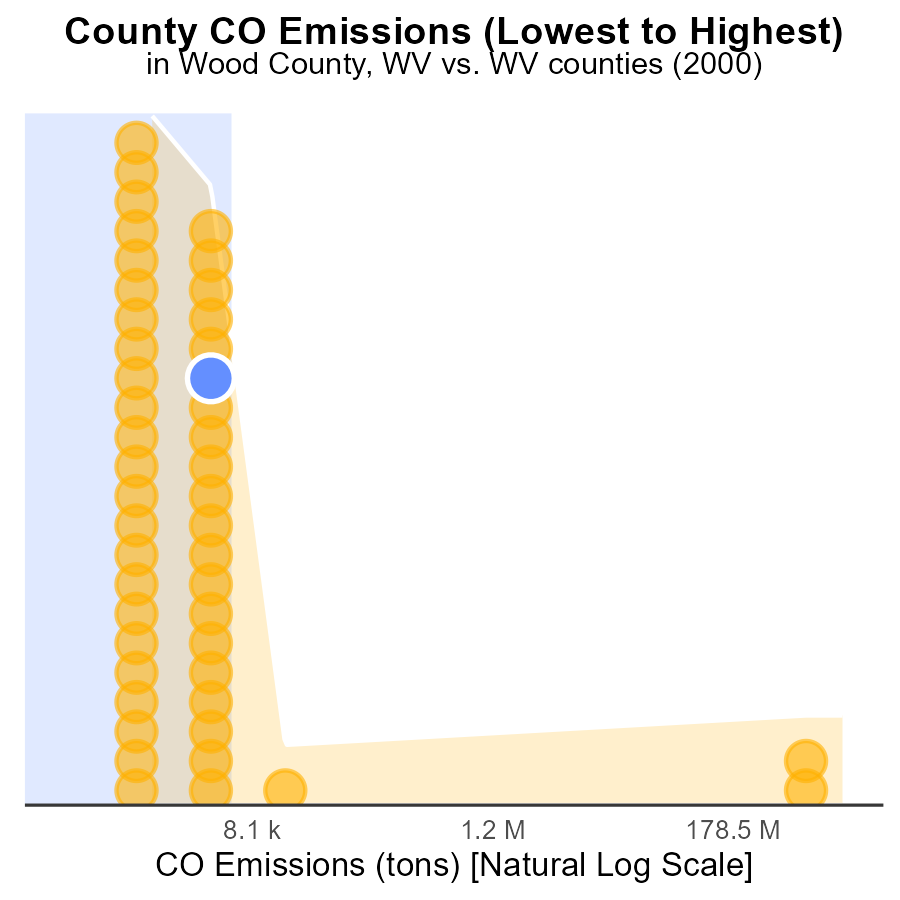 County CO Emissions (Lowest to Highest)
in Wood County, WV vs. WV counties (2000)
8.1 k
1.2 M
178.5 M
CO Emissions (tons) [Natural Log Scale]